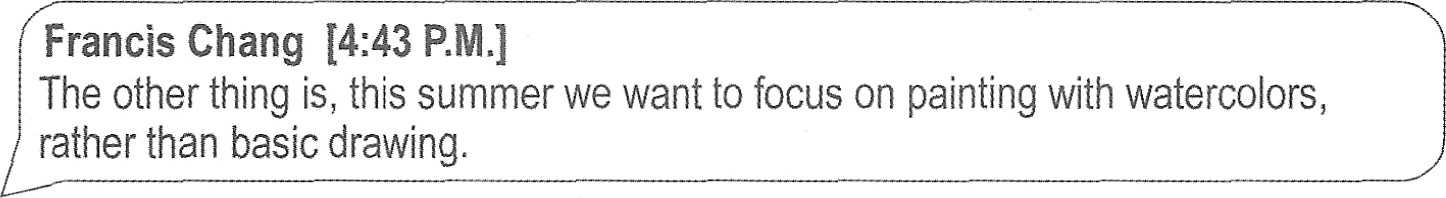 Francis Chang [4:43 P.M.]
The other thing is, this summer we want to focus on painting with watercolors,
rather than basic drawing.